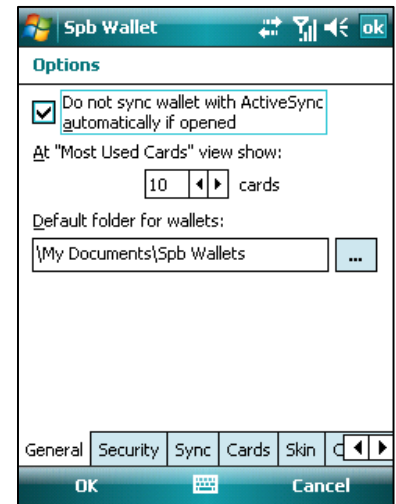 Spb Wallet ok
Options
Do not sync wallet with ActiveSync
automatically if opened
At "Most Used Cards" view show:
10 cards
Default folder for wallets:
\My Documents\Spb Wallets ...
General Security Sync Cards Skin
OK Cancel